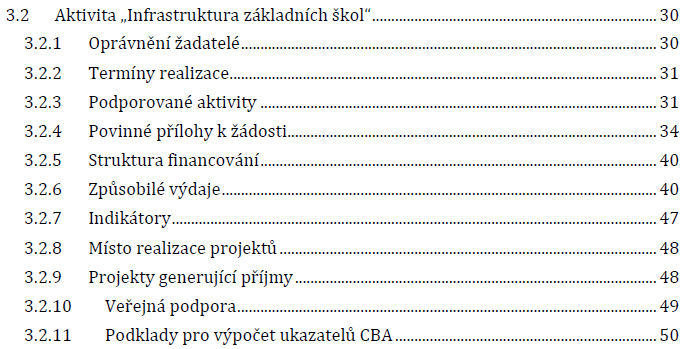 3.2 Aktivita „Infrastruktura základních škol“ 30
3.2.1 Oprávnění žadatelé 30
3.2.2 Termíny realizace 31
3.2.3 Podporované aktivity 31
3.2.4 Povinné přílohy k žádosti 34
3.2.5 Struktura financování 40
3.2.6 Způsobilé výdaje 40
3.2.7 Indikátory 47
3.2.8 Místo realizace projektů 48
3.2.9 Projekty generující příjmy 48
3.2.10 Veřejná podpora 49
3.2.11 Podklady pro výpočet ukazatelů CBA 50